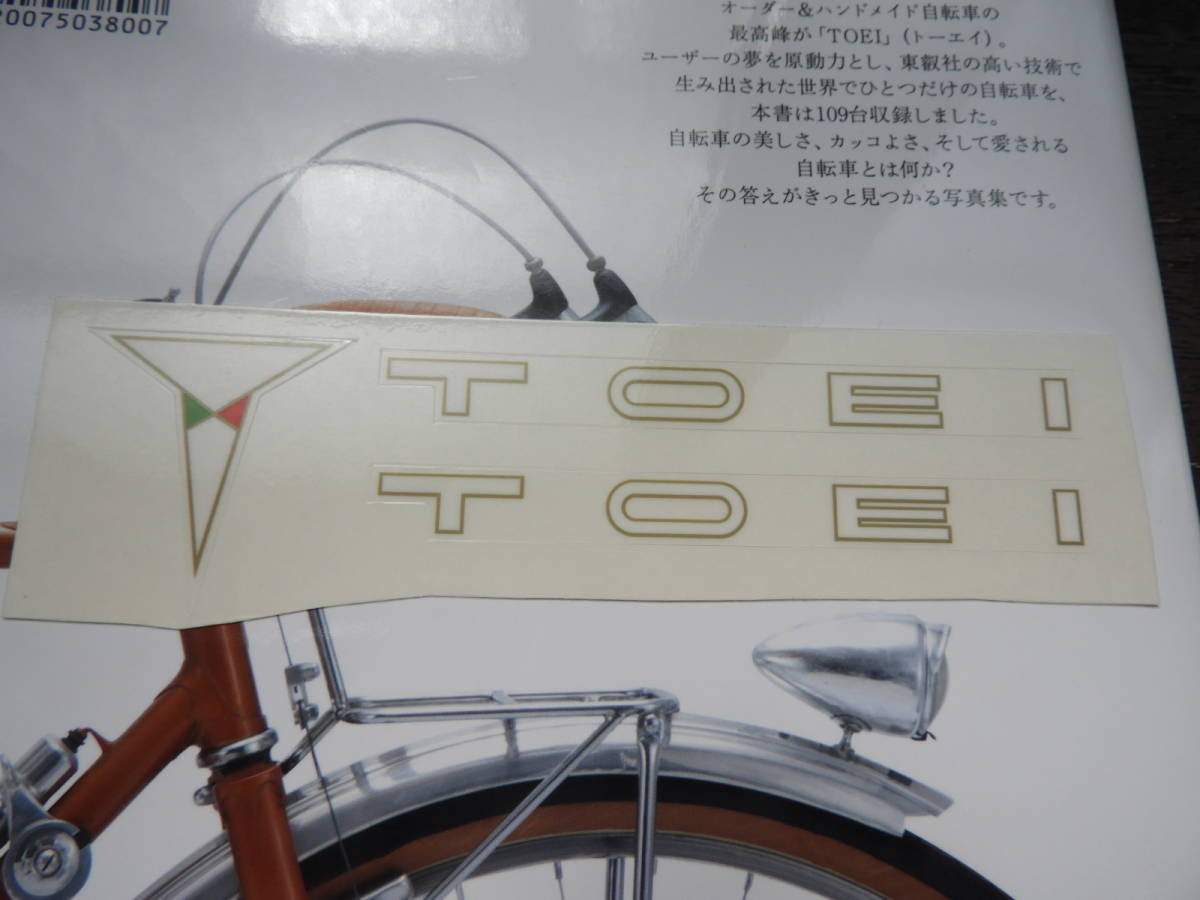 20075038007
オーダー&ハンドメイド自転車の
最高峰が「TOEI」(トーエイ)。
ユーザーの夢を原動力とし、東叡社の高い技術で
生み出された世界でひとつだけの自転車を、
本書は109台収録しました。
自転車の美しさ、カッコよさ、そして愛される
自転車とは何か?
その答えがきっと見つかる写真集です。
TOEI
TOEI